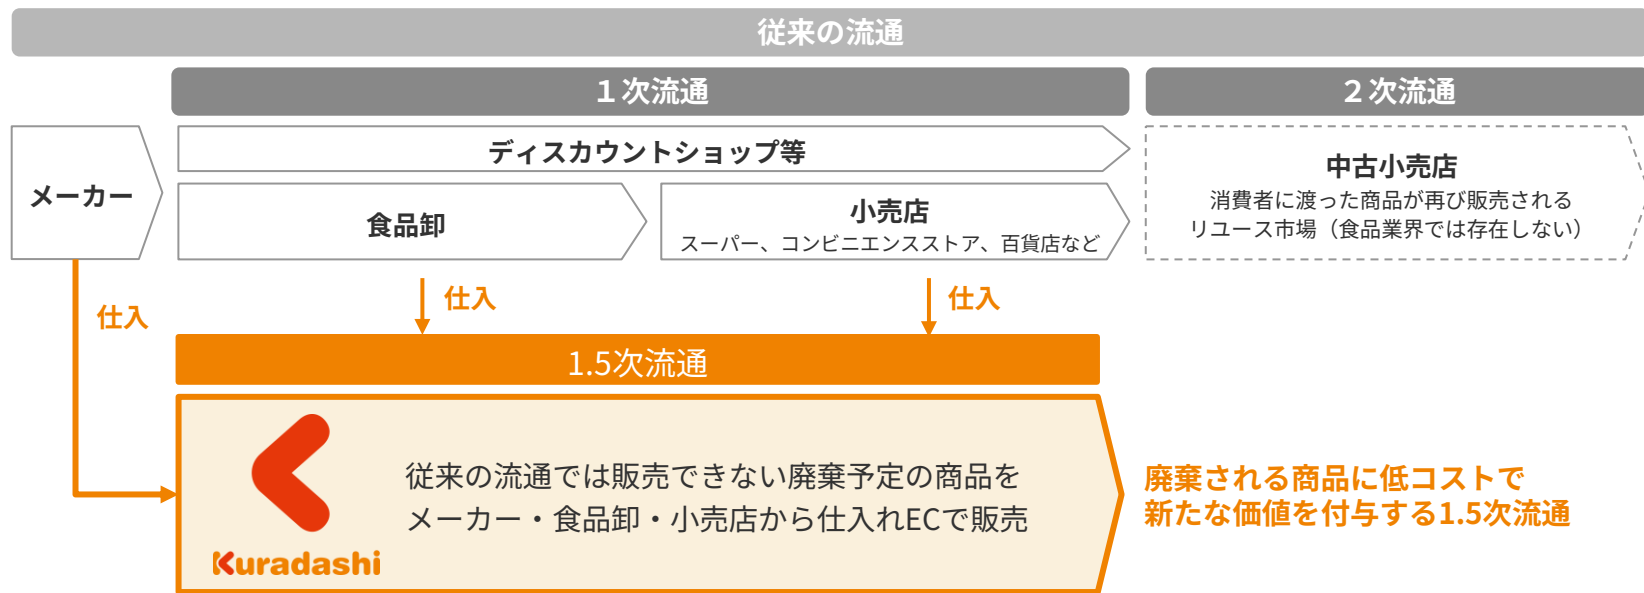 従来の流通
１次流通
２次流通
メーカー
ディスカウントショップ等
食品卸
小売店
スーパー、コンビニエンスストア、百貨店など
中古小売店
消費者に渡った商品が再び販売される
リユース市場（食品業界では存在しない）
仕入
仕入
仕入
1.5次流通
従来の流通では販売できない廃棄予定の商品を
メーカー・食品卸・小売店から仕入れECで販売
Kuradashi
廃棄される商品に低コストで
新たな価値を付与する1.5次流通